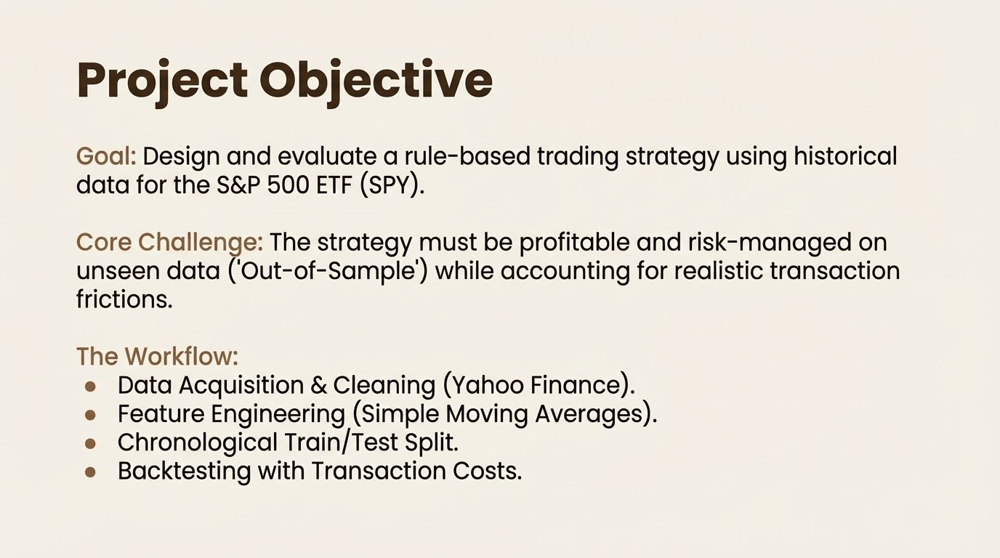 Project Objective
Goal: Design and evaluate a rule-based trading strategy using historical
data for the S&P 500 ETF (SPY).
Core Challenge: The strategy must be profitable and risk-managed on
unseen data ('Out-of-Sample') while accounting for realistic transaction
frictions.
The Workflow:
● Data Acquisition & Cleaning (Yahoo Finance).
● Feature Engineering (Simple Moving Averages).
● Chronological Train/Test Split.
● Backtesting with Transaction Costs.